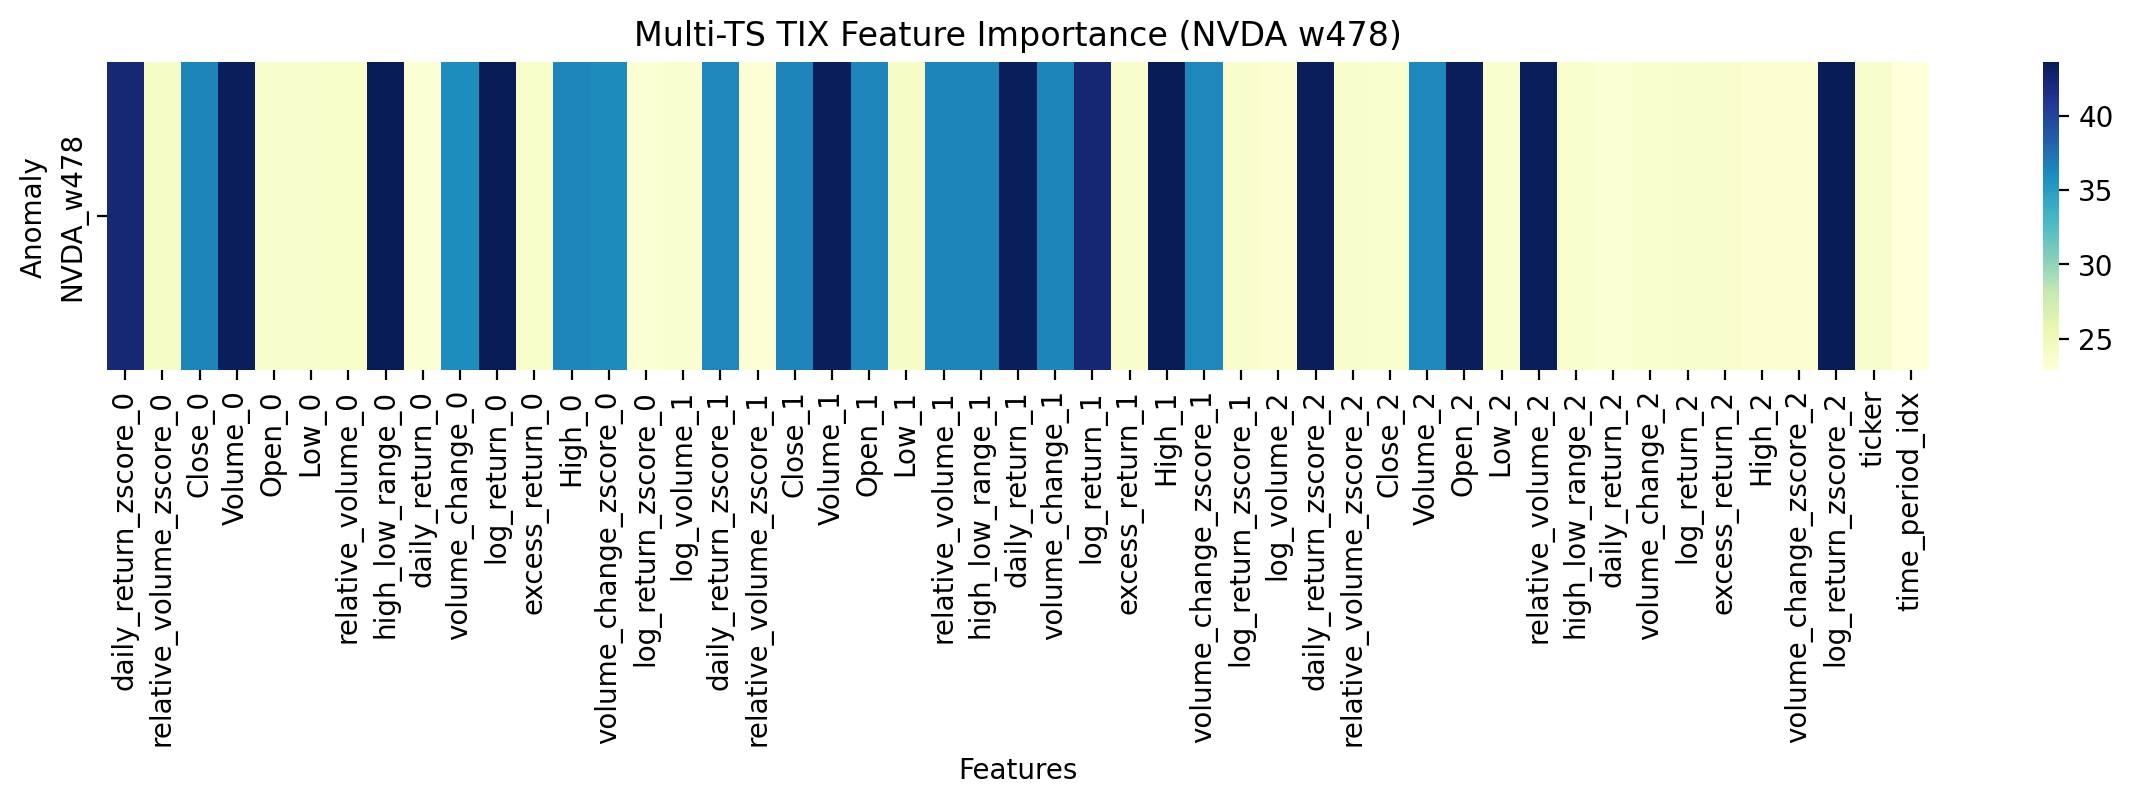 Multi-TS TIX Feature Importance (NVDA w478)
Anomaly
NVDA_w478
40
35
30
25
daily_return_zscore_0
relative_volume_zscore_0
Close_0
Volume_0
Open_0
Low_0
relative_volume_0
high_low_range_0
daily_return_0
volume_change_0
log_return_0
excess_return_0
High_0
volume_change_zscore_0
log_return_zscore_0
log_volume_1
daily_return_zscore_1
relative_volume_zscore_1
Close_1
Volume_1
Open_1
Low_1
relative_volume_1
high_low_range_1
daily_return_1
volume_change_1
log_return_1
excess_return_1
High_1
volume_change_zscore_1
log_return_zscore_1
log_volume_2
daily_return_zscore_2
relative_volume_zscore_2
Close_2
Volume_2
Open_2
Low_2
relative_volume_2
high_low_range_2
daily_return_2
volume_change_2
log_return_2
excess_return_2
High_2
volume_change_zscore_2
log_return_zscore_2
ticker
time_period_idx
Features